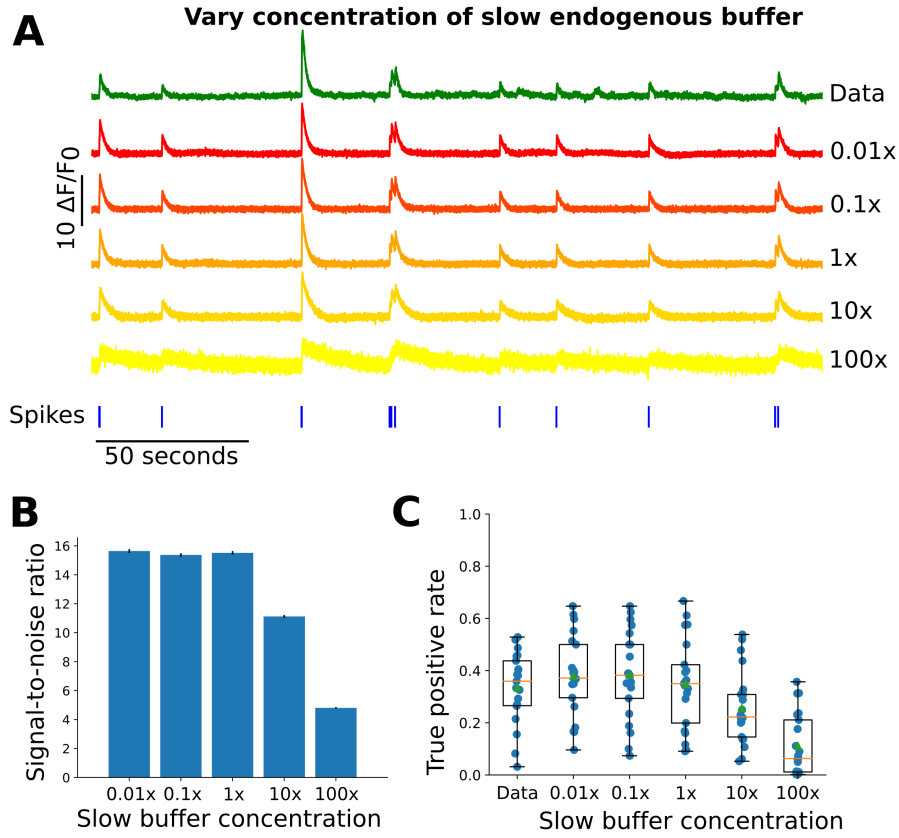 A
Vary concentration of slow endogenous buffer
Data
0.01x
0.1x
1x
10x
100x
10 ΔF/F0
Spikes
50 seconds
B
Signal-to-noise ratio
16
14
12
10
8
6
4
2
0
0.01x 0.1x 1x 10x 100x
Slow buffer concentration
C
True positive rate
1.0
0.8
0.6
0.4
0.2
0.0
Data 0.01x 0.1x 1x 10x 100x
Slow buffer concentration